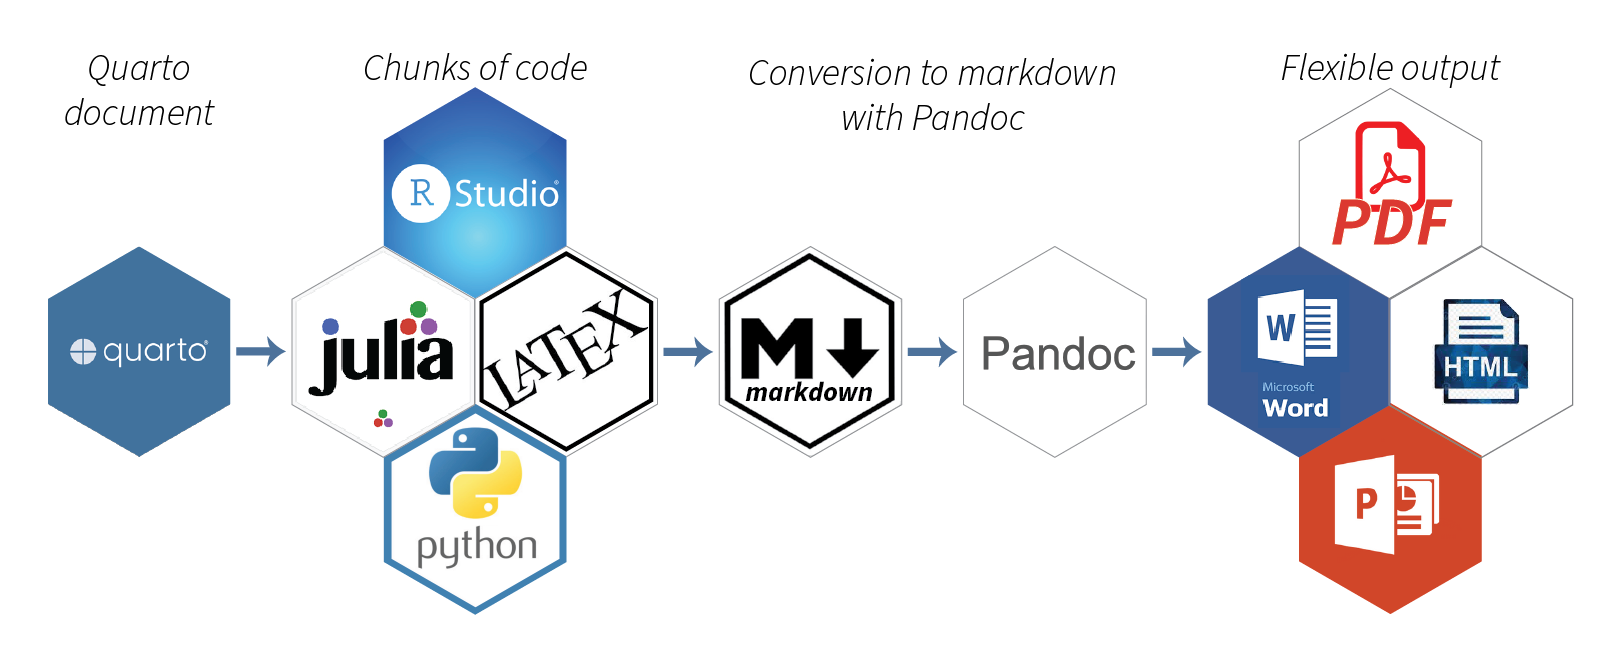 Quarto
document
Chunks of code
Conversion to markdown
with Pandoc
Flexible output
quarto®
R Studio®
julia
LATEX
python
M
markdown
Pandoc
PDF
W
Microsoft
Word
HTML
P